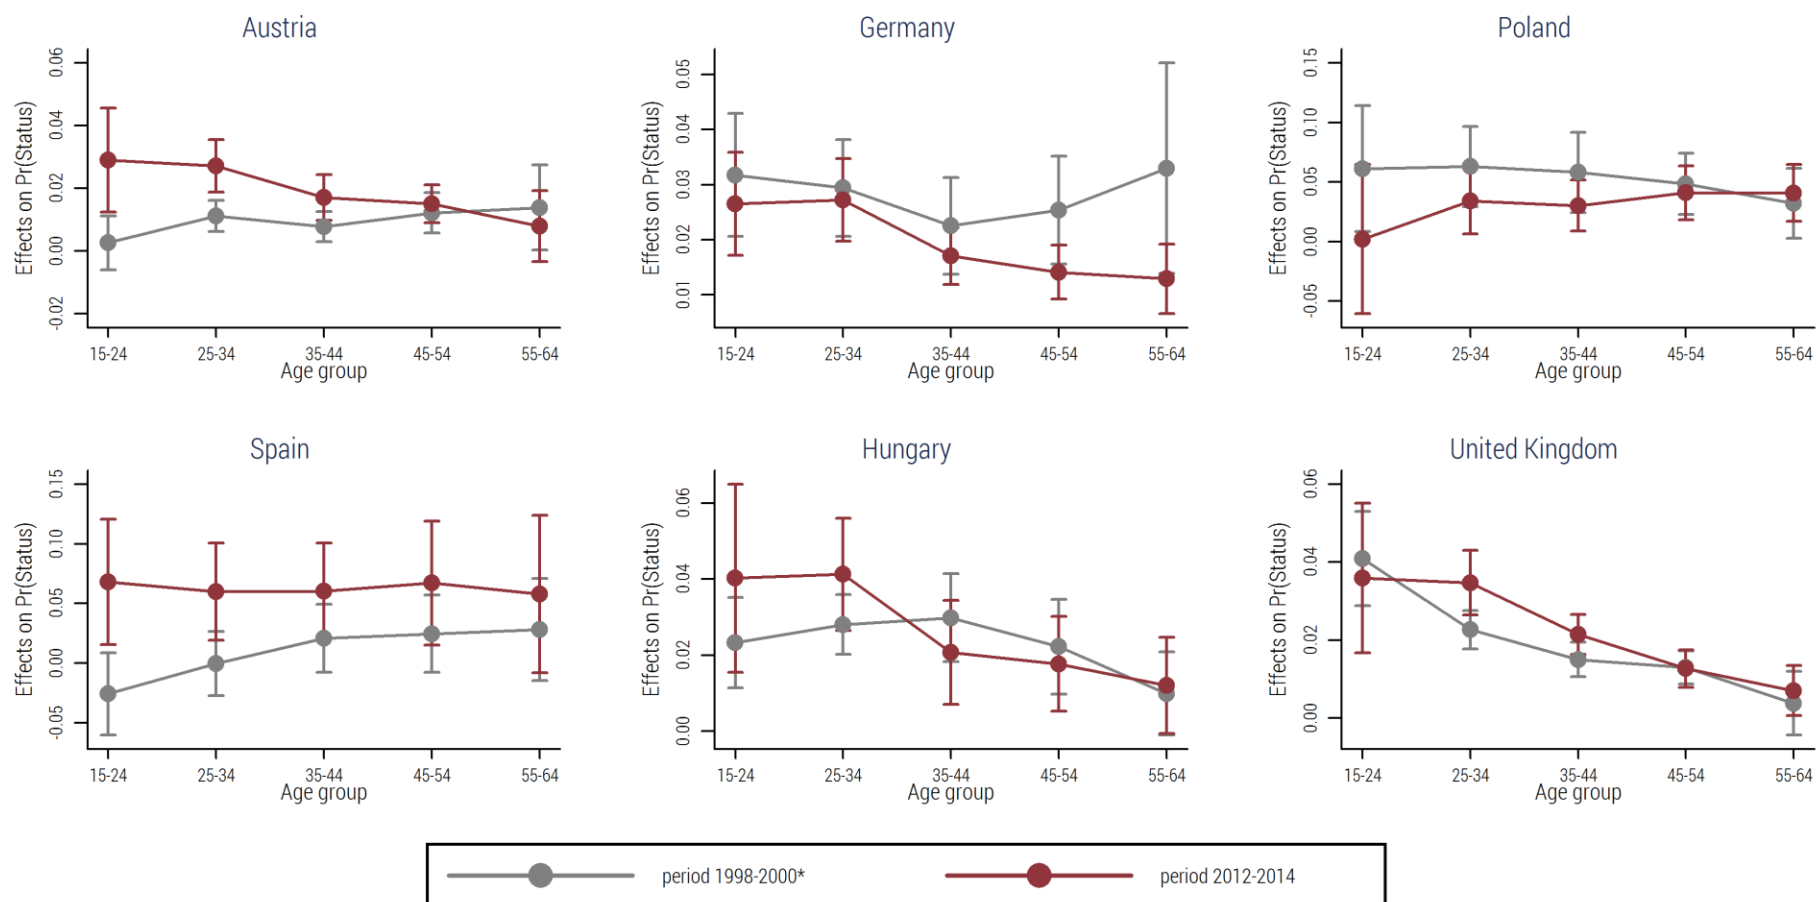 Austria
Effects on Pr(Status)
0.06
0.04
0.02
0.00
-0.02
15-24 25-34 35-44 45-54 55-64
Age group
Germany
Effects on Pr(Status)
0.05
0.04
0.03
0.02
0.01
15-24 25-34 35-44 45-54 55-64
Age group
Poland
Effects on Pr(Status)
0.15
0.10
0.05
0.00
-0.05
15-24 25-34 35-44 45-54 55-64
Age group
Spain
Effects on Pr(Status)
0.15
0.10
0.05
0.00
-0.05
15-24 25-34 35-44 45-54 55-64
Age group
Hungary
Effects on Pr(Status)
0.06
0.04
0.02
0.00
15-24 25-34 35-44 45-54 55-64
Age group
United Kingdom
Effects on Pr(Status)
0.06
0.04
0.02
0.00
15-24 25-34 35-44 45-54 55-64
Age group
period 1998-2000* period 2012-2014